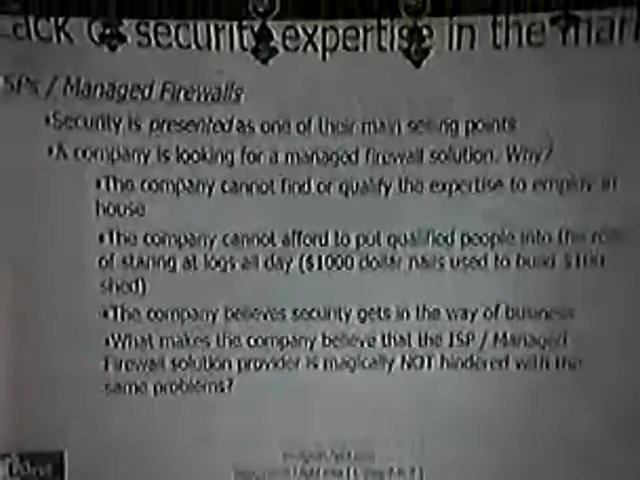 ack of security expertise in the mar
SPs / Managed Firewalls
•Security is presented as one of their main selling points
•A company is looking for a managed firewall solution. Why?
•The company cannot find or qualify the expertise to employ in
house
•The company cannot afford to put qualified people into the role
of staring at logs all day ($1000 dollar nails used to build $100
shed)
•The company believes security gets in the way of business
•What makes the company believe that the ISP / Managed
Firewall solution provider is magically NOT hindered with the
same problems?